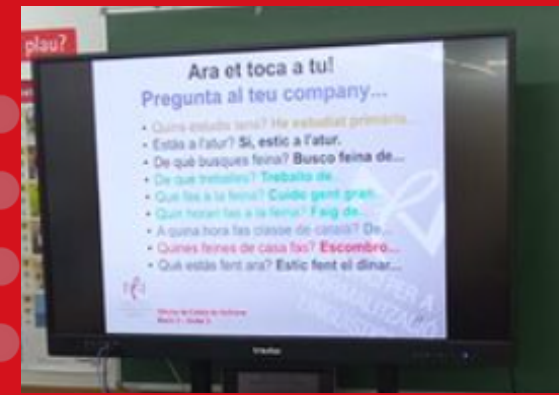 plau?
Ara et toca a tu!
Pregunta al teu company...
• Quins estudis tens? He estudiat primària...
• Estàs a l'atur? Sí, estic a l'atur.
• De què busques feina? Busco feina de...
• De què treballes? Treballo de...
• Què fas a la feina? Cuido gent gran...
• Quin horari fas a la feina? Faig de...
• A quina hora fas classe de català? De...
• Quines feines de casa fas? Escombro...
• Què estàs fent ara? Estic fent el dinar...
PER A